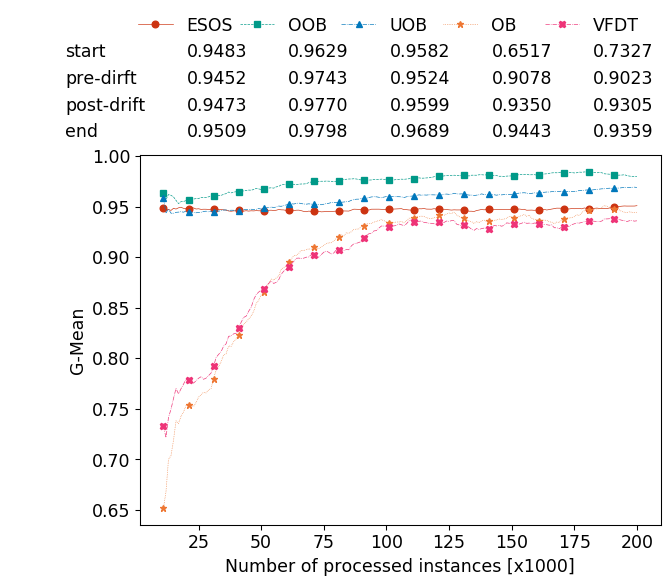 ESOS OOB UOB OB VFDT
start 0.9483 0.9629 0.9582 0.6517 0.7327
pre-dirft 0.9452 0.9743 0.9524 0.9078 0.9023
post-drift 0.9473 0.9770 0.9599 0.9350 0.9305
end 0.9509 0.9798 0.9689 0.9443 0.9359
1.00
0.95
0.90
0.85
0.80
0.75
0.70
0.65
G-Mean
25 50 75 100 125 150 175 200
Number of processed instances [x1000]